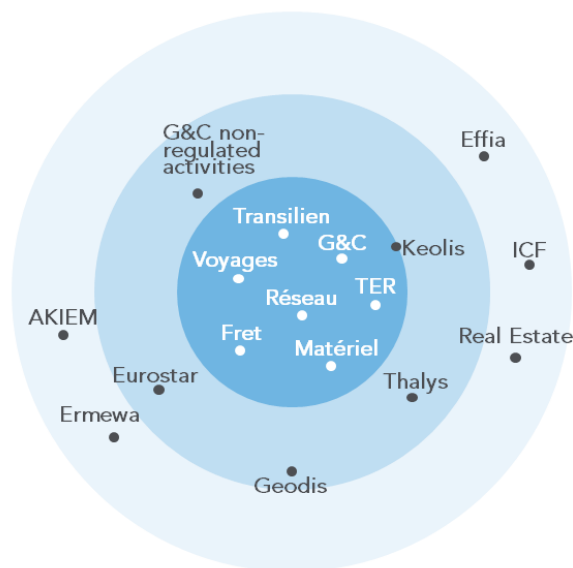 G&C non-
regulated
activities
Effia
Transilien
G&C
Keolis
ICF
Voyages
TER
Réseau
AKIEM
Fret
Matériel
Real Estate
Eurostar
Thalys
Ermewa
Geodis